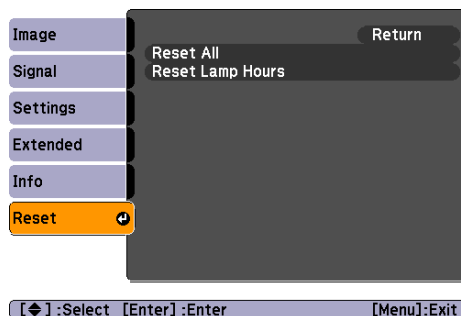 Image
Signal
Settings
Extended
Info
Reset
Return
Reset All
Reset Lamp Hours
[◆] :Select [Enter] :Enter [Menu]:Exit